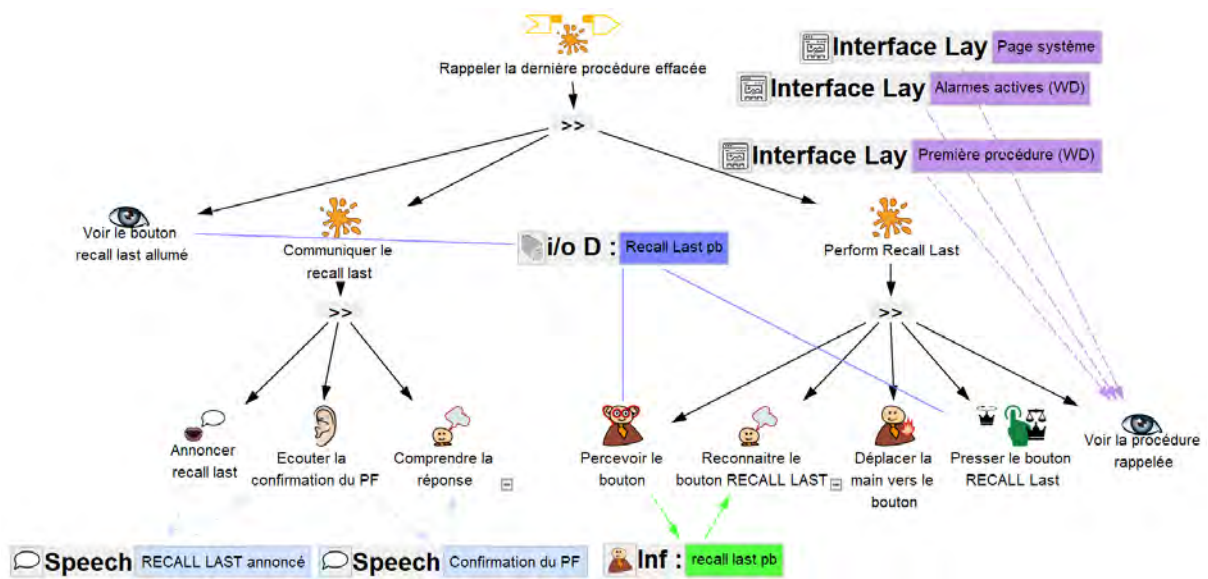 Interface Lay Page système
Rappeler la dernière procédure effacée
Interface Lay Alarmes actives (WD)
>>
Interface Lay Première procédure (WD)
Voir le bouton
recall last allumé
Communiquer le
recall last
i/o D : Recall Last pb
Perform Recall Last
>>
>>
Annoncer
recall last
Ecouter la
confirmation du PF
Comprendre la
réponse
Percevoir le
bouton
Reconnaitre le
bouton RECALL LAST
Déplacer la
main vers le
bouton
Presser le bouton
RECALL Last
Voir la procédure
rappelée
Speech RECALL LAST annoncé
Speech Confirmation du PF
Inf : recall last pb